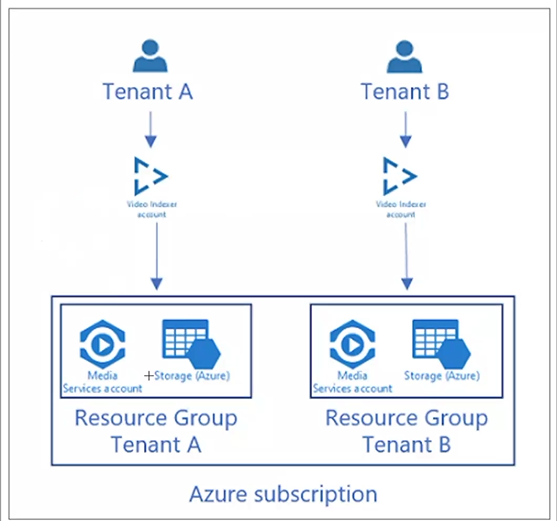 Tenant A
Tenant B
Video Indexer
account
Video Indexer
account
Media
Services account
Storage (Azure)
Media
Services account
Storage (Azure)
Resource Group
Tenant A
Resource Group
Tenant B
Azure subscription